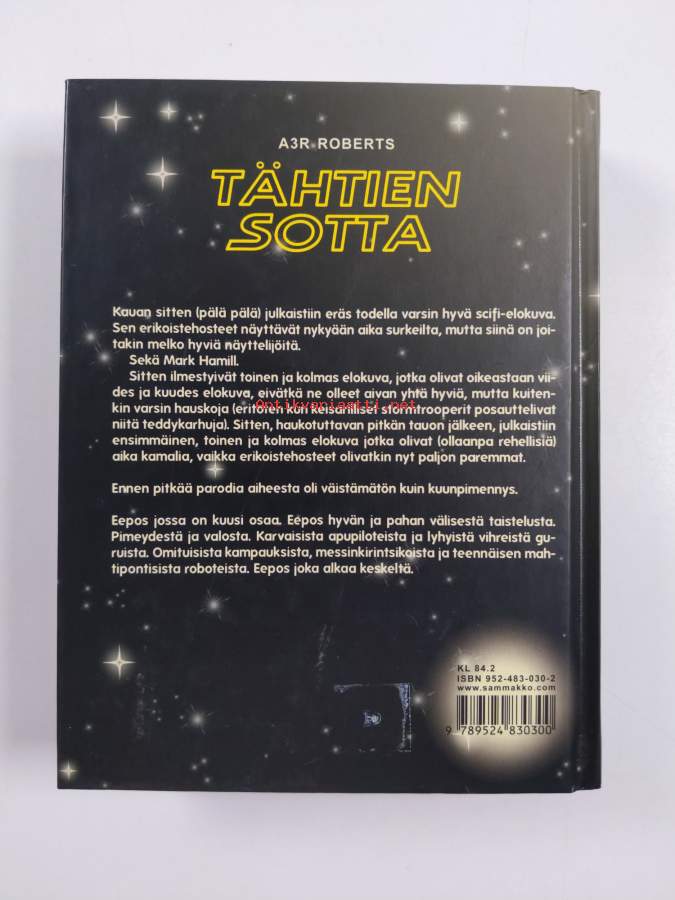 A3R ROBERTS
TÄHTIEN
SOTTA
Kauan sitten (pälä pälä) julkaistiin eräs todella varsin hyvä scifi-elokuva.
Sen erikoistehosteet näyttävät nykyään aika surkeilta, mutta siinä on joi-
takin melko hyviä näyttelijöitä.
Sekä Mark Hamill.
Sitten ilmestyivät toinen ja kolmas elokuva, jotka olivat oikeastaan vii-
des ja kuudes elokuva, eivätkä ne olleet aivan yhtä hyviä, mutta kuiten-
kin varsin hauskoja (eritoten kun keisarilliset stormtrooperit posauttelivat
Antikvariaatti.net
niitä teddykarhuja). Sitten, haukotuttavan pitkän tauon jälkeen, julkaistiin
ensimmäinen, toinen ja kolmas elokuva jotka olivat (ollaanpa rehellisiä)
aika kamalia, vaikka erikoistehosteet olivatkin nyt paljon paremmat.
Ennen pitkää parodia aiheesta oli väistämätön kuin kuunpimennys.
Eepos jossa on kuusi osaa. Eepos hyvän ja pahan välisestä taistelusta.
Pimeydestä ja valosta. Karvaisista apupiloteista ja lyhyistä vihreistä gu-
ruista. Omituisista kampauksista, messinkirintsikoista ja teennäisen mah-
tipontisista roboteista. Eepos joka alkaa keskeltä.
KL 84.2
ISBN 952-483-030-2
www.sammakko.com
9 789524 830300